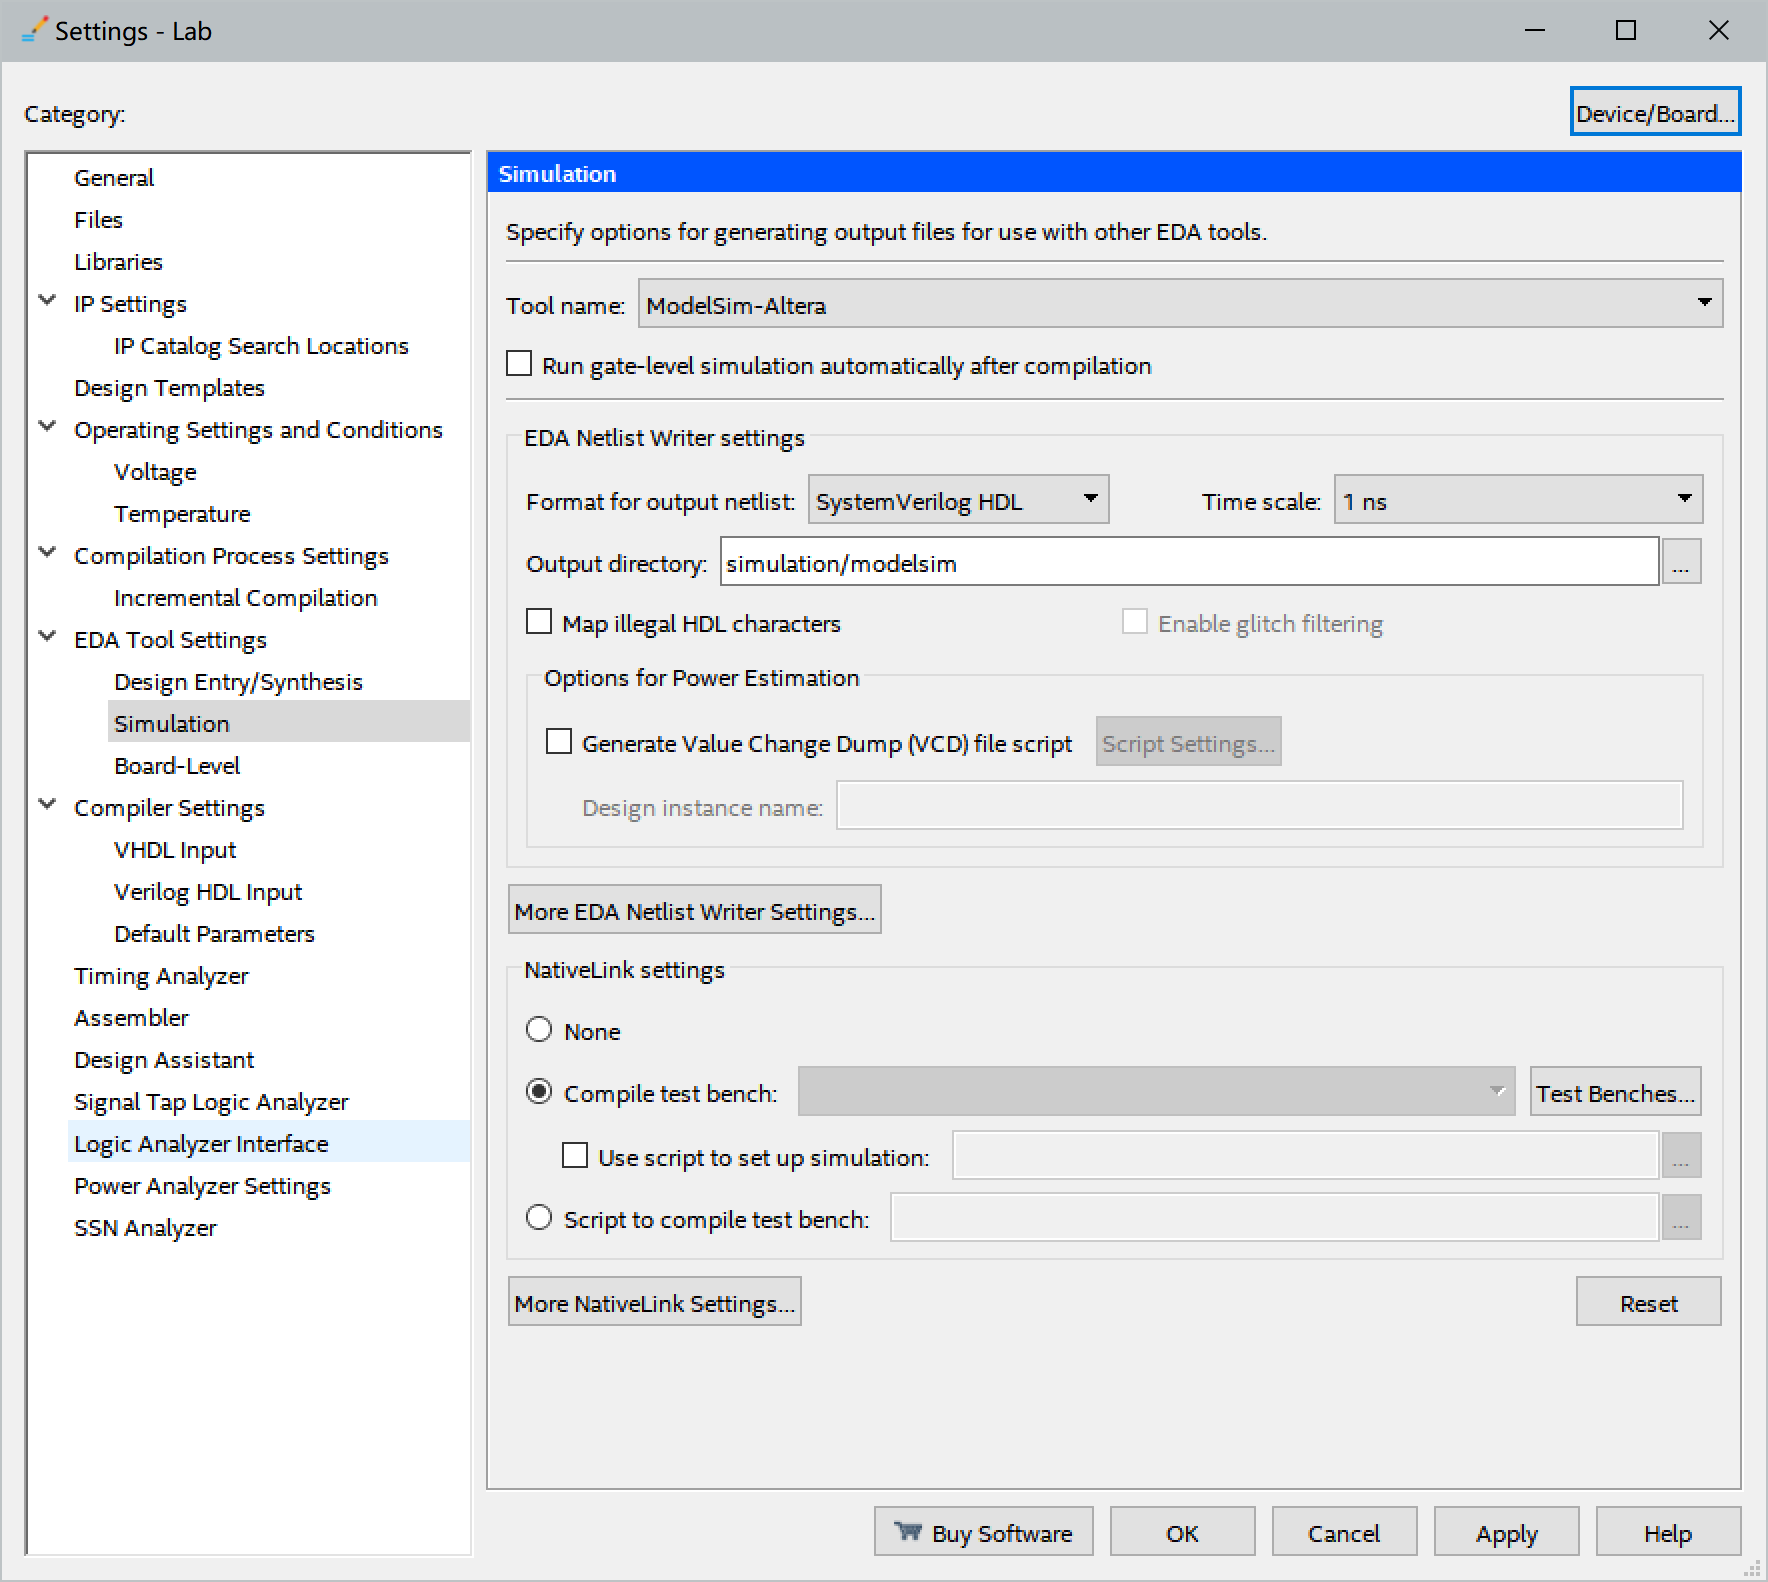 Settings - Lab
Category:
Device/Board...
General
Files
Libraries
IP Settings
IP Catalog Search Locations
Design Templates
Operating Settings and Conditions
Voltage
Temperature
Compilation Process Settings
Incremental Compilation
EDA Tool Settings
Design Entry/Synthesis
Simulation
Board-Level
Compiler Settings
VHDL Input
Verilog HDL Input
Default Parameters
Timing Analyzer
Assembler
Design Assistant
Signal Tap Logic Analyzer
Logic Analyzer Interface
Power Analyzer Settings
SSN Analyzer
Simulation
Specify options for generating output files for use with other EDA tools.
Tool name: ModelSim-Altera
Run gate-level simulation automatically after compilation
EDA Netlist Writer settings
Format for output netlist: SystemVerilog HDL Time scale: 1 ns
Output directory: simulation/modelsim ...
Map illegal HDL characters Enable glitch filtering
Options for Power Estimation
Generate Value Change Dump (VCD) file script Script Settings...
Design instance name:
More EDA Netlist Writer Settings...
NativeLink settings
None
Compile test bench: Test Benches...
Use script to set up simulation: ...
Script to compile test bench: ...
More NativeLink Settings... Reset
Buy Software OK Cancel Apply Help